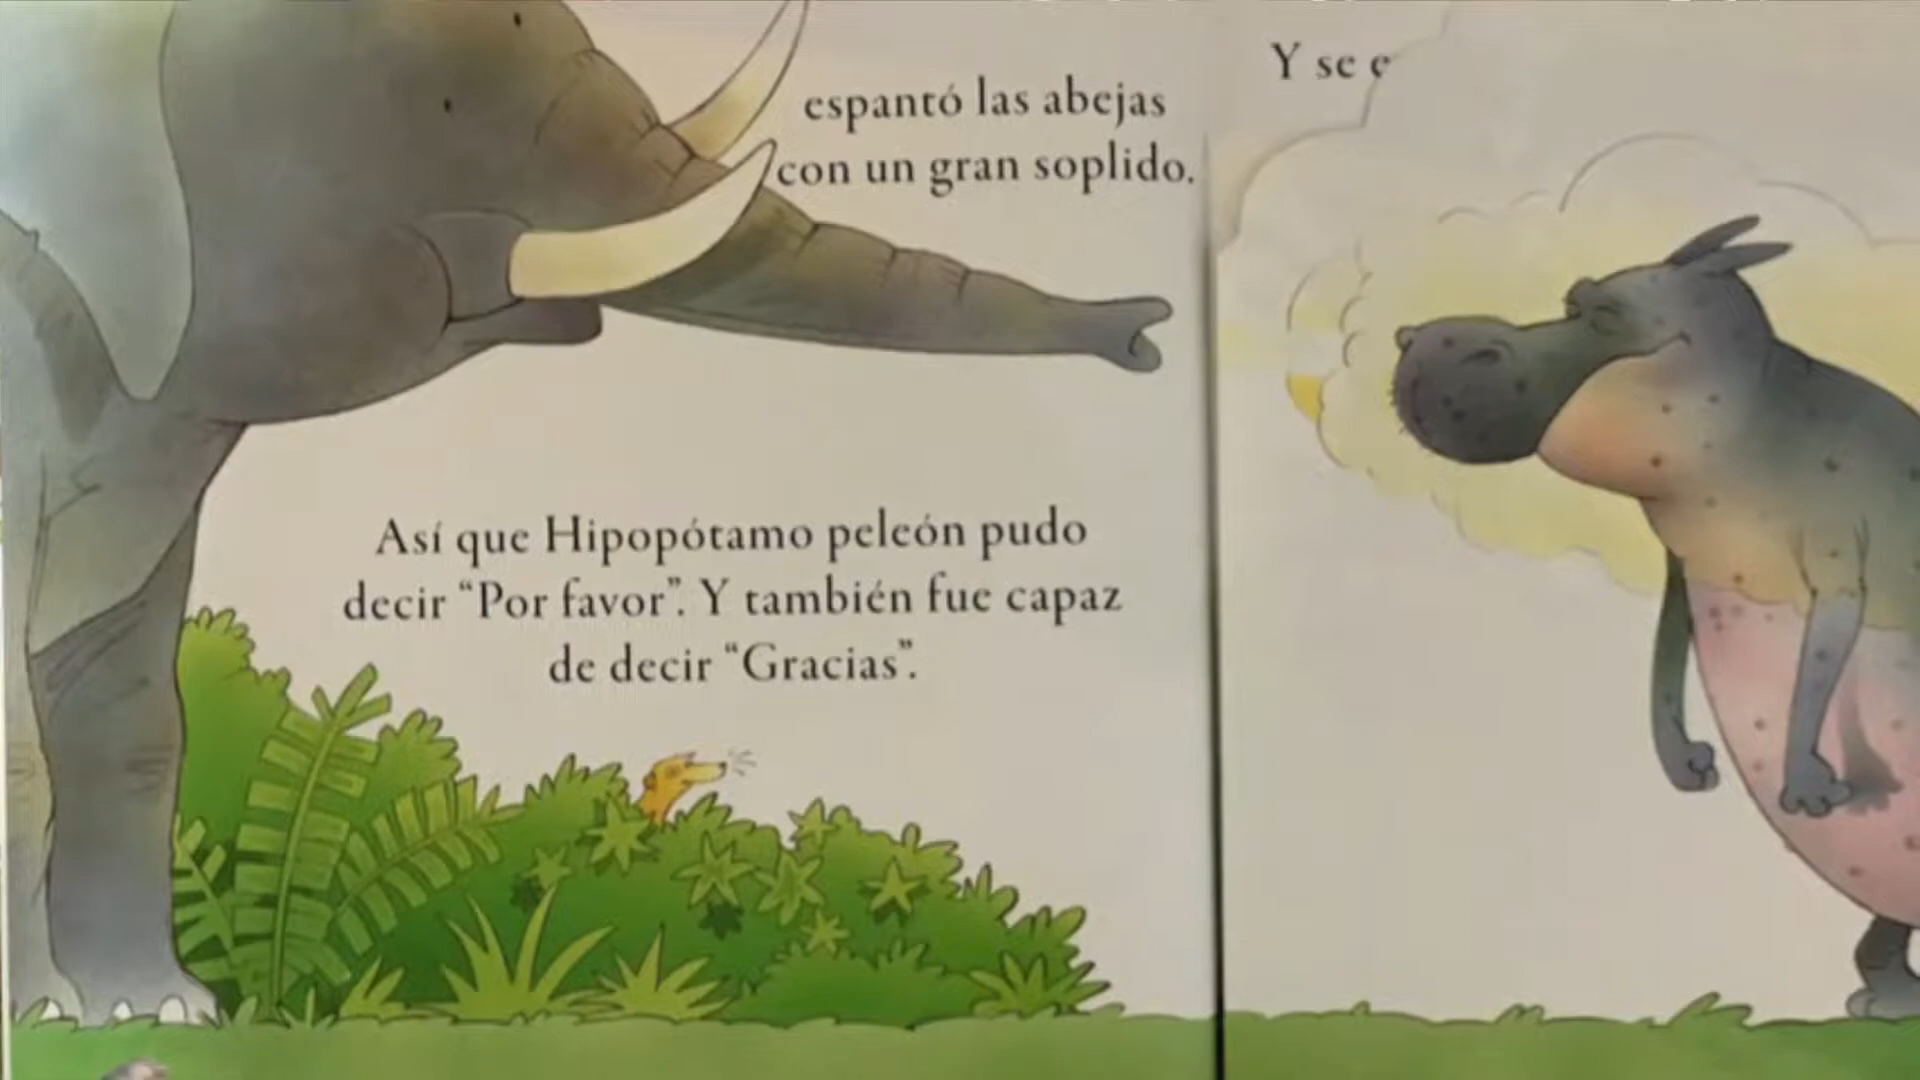 espantó las abejas
con un gran soplido.
Así que Hipopótamo peleón pudo
decir “Por favor”. Y también fue capaz
de decir “Gracias”.
Y se e